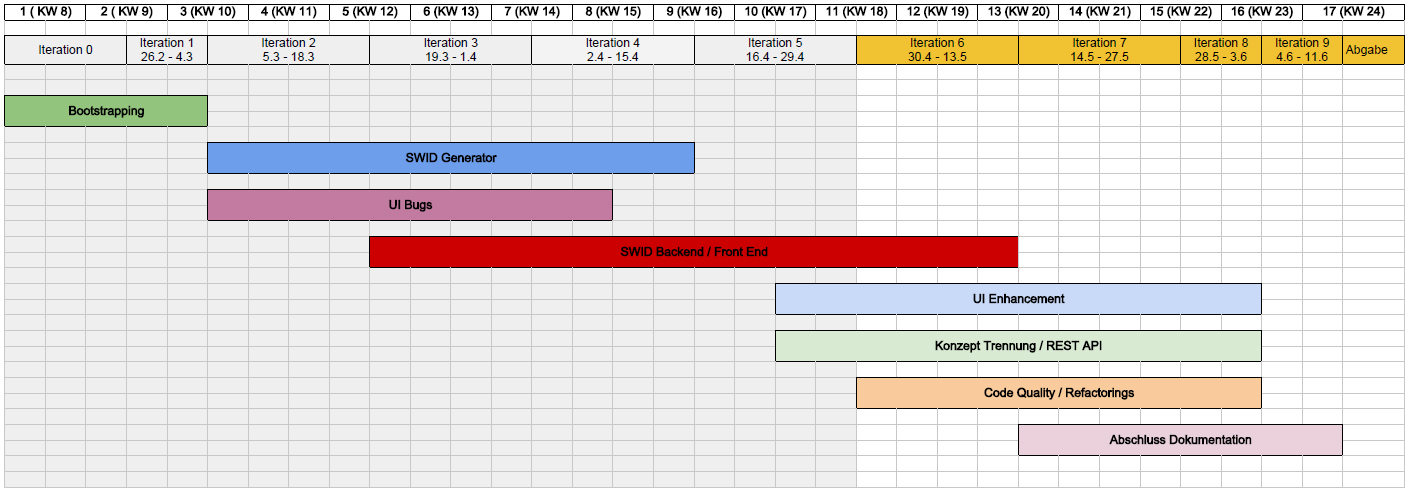 1 ( KW 8) 2 ( KW 9) 3 (KW 10) 4 (KW 11) 5 (KW 12) 6 (KW 13) 7 (KW 14) 8 (KW 15) 9 (KW 16) 10 (KW 17) 11 (KW 18) 12 (KW 19) 13 (KW 20) 14 (KW 21) 15 (KW 22) 16 (KW 23) 17 (KW 24)
Iteration 0
Iteration 1
26.2 - 4.3
Iteration 2
5.3 - 18.3
Iteration 3
19.3 - 1.4
Iteration 4
2.4 - 15.4
Iteration 5
16.4 - 29.4
Iteration 6
30.4 - 13.5
Iteration 7
14.5 - 27.5
Iteration 8
28.5 - 3.6
Iteration 9
4.6 - 11.6
Abgabe
Bootstrapping
SWID Generator
UI Bugs
SWID Backend / Front End
UI Enhancement
Konzept Trennung / REST API
Code Quality / Refactorings
Abschluss Dokumentation